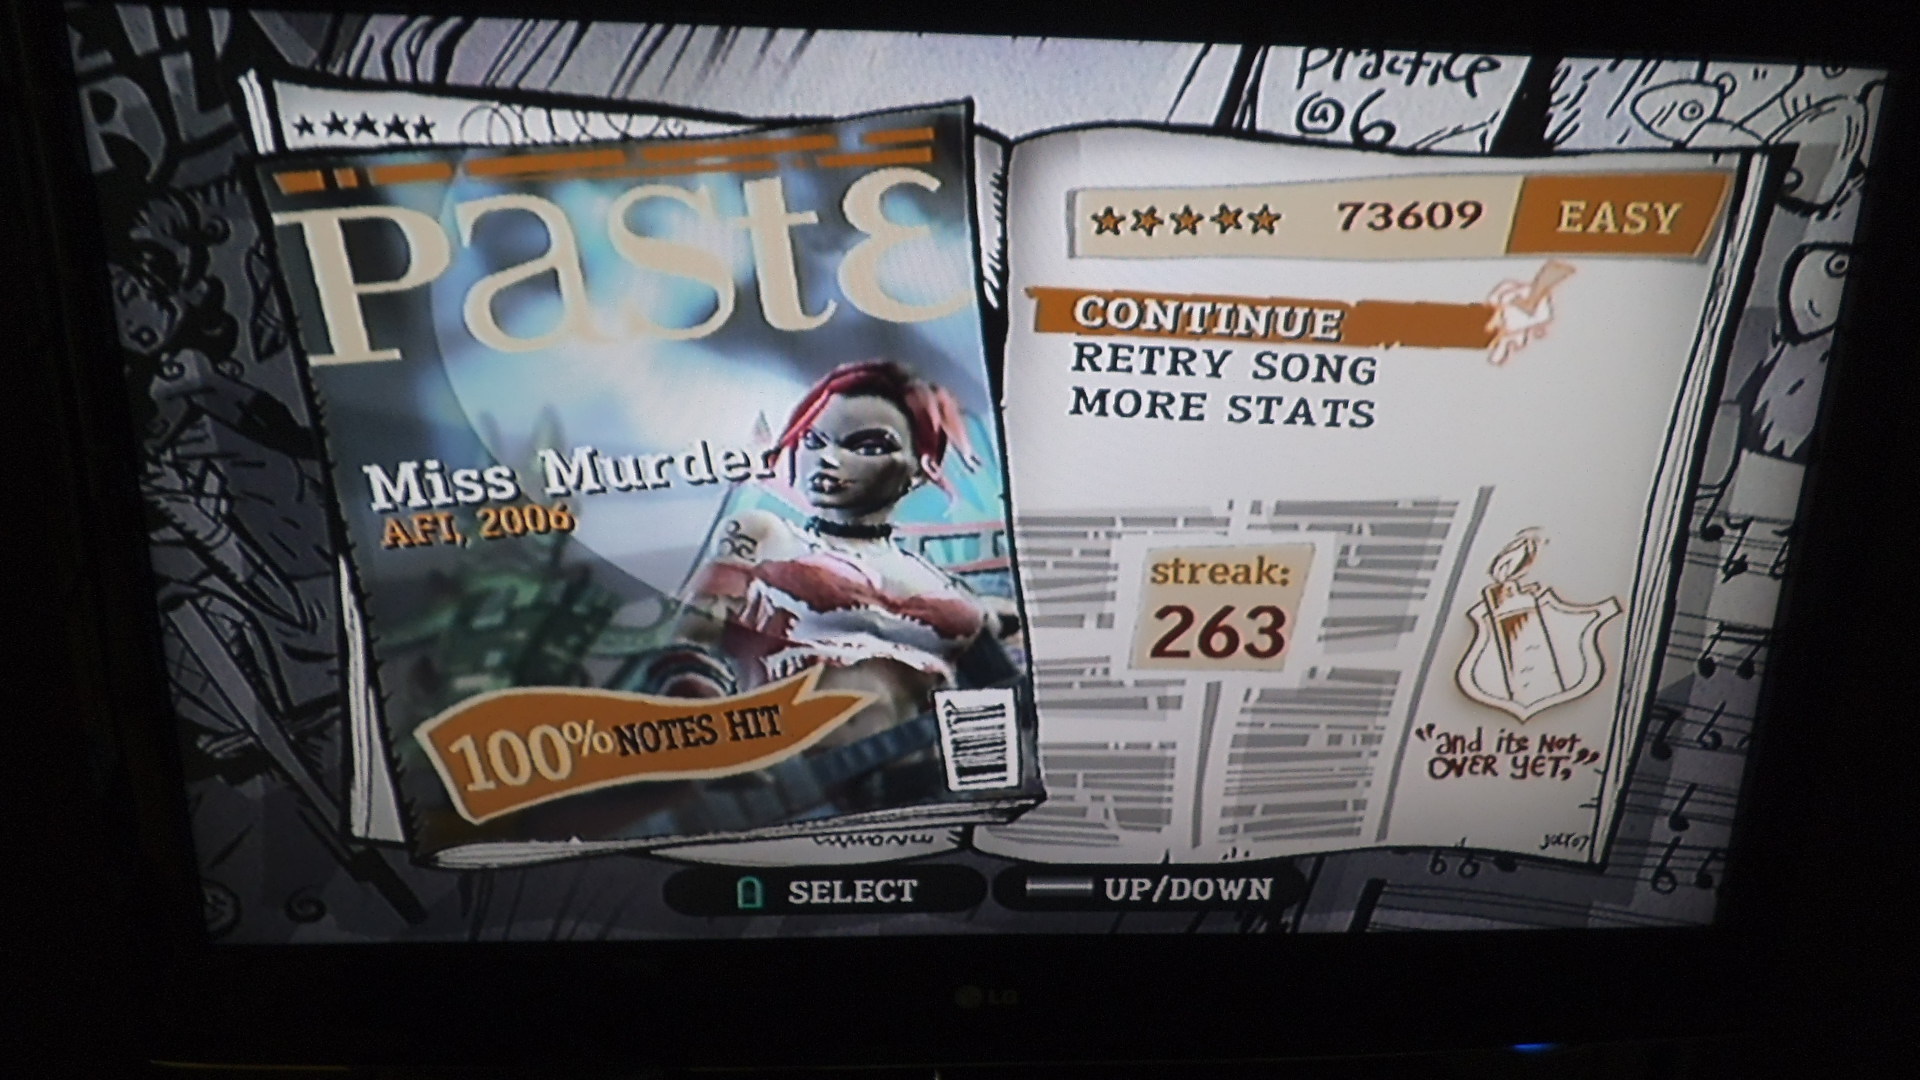 Practice
@6
Paste
73609
EASY
CONTINUE
RETRY SONG
MORE STATS
Miss Murder
AFI, 2006
streak:
263
100% NOTES HIT
"and its NOT
OVER YET,"
SELECT
UP/DOWN
LG